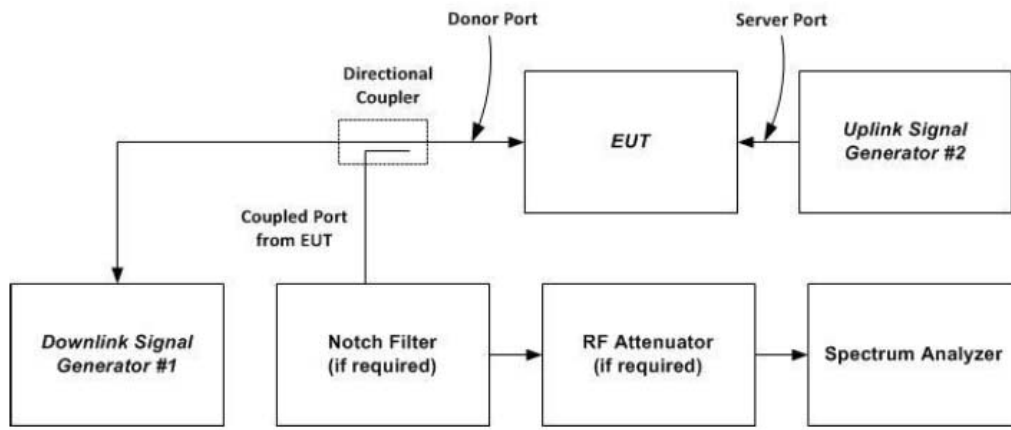 Donor Port
Server Port
Directional
Coupler
EUT
Uplink Signal
Generator #2
Coupled Port
from EUT
Downlink Signal
Generator #1
Notch Filter
(if required)
RF Attenuator
(if required)
Spectrum Analyzer